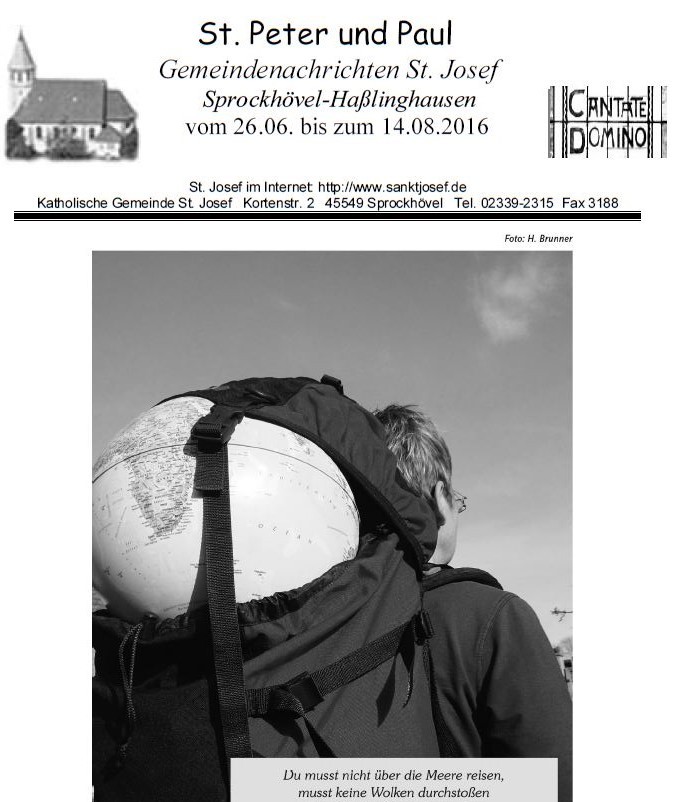 St. Peter und Paul
Gemeindenachrichten St. Josef
Sprockhövel-Haßlinghausen
vom 26.06. bis zum 14.08.2016
CANTATE
DOMINO
St. Josef im Internet: http://www.sanktjosef.de
Katholische Gemeinde St. Josef Kortenstr. 2 45549 Sprockhövel Tel. 02339-2315 Fax 3188
Foto: H. Brunner
OCEAN
Du musst nicht über die Meere reisen,
musst keine Wolken durchstoßen